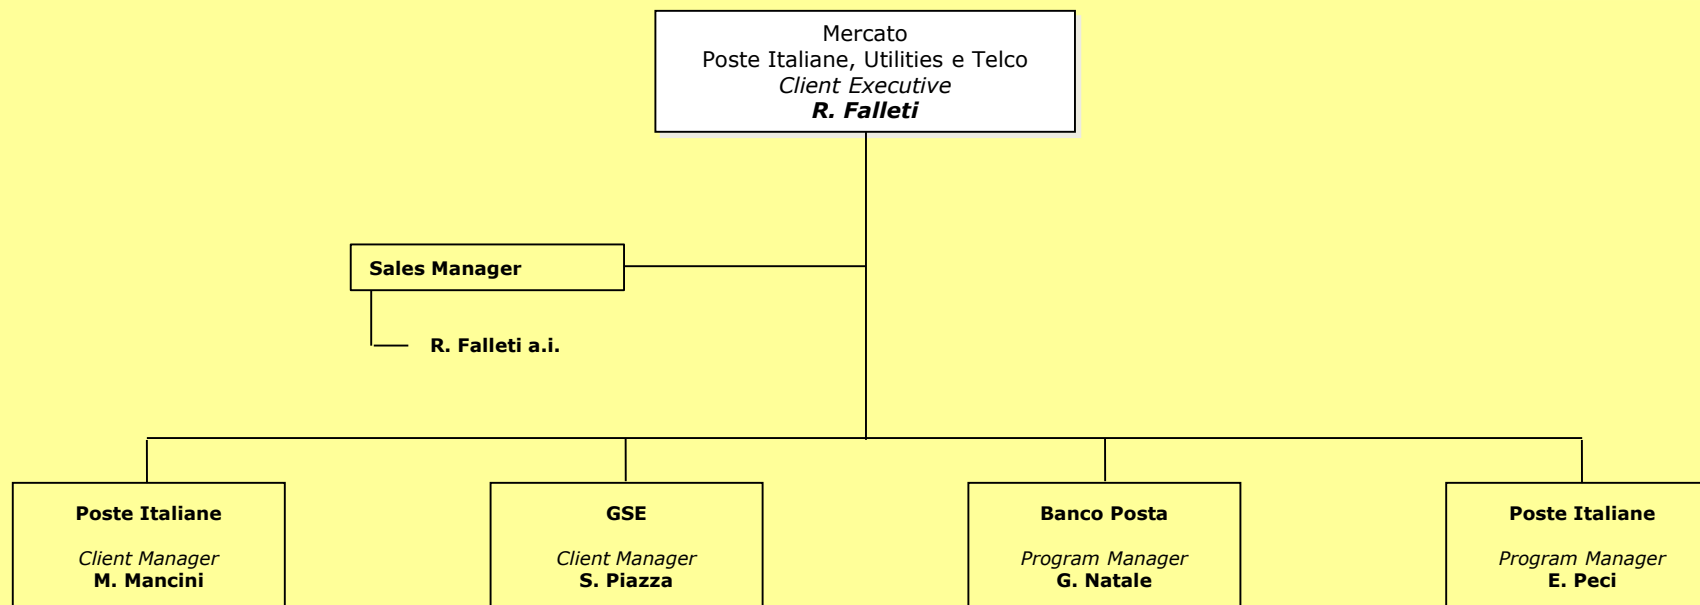 Mercato
Poste Italiane, Utilities e Telco
Client Executive
R. Falleti
Sales Manager
R. Falleti a.i.
Poste Italiane
Client Manager
M. Mancini
GSE
Client Manager
S. Piazza
Banco Posta
Program Manager
G. Natale
Poste Italiane
Program Manager
E. Peci